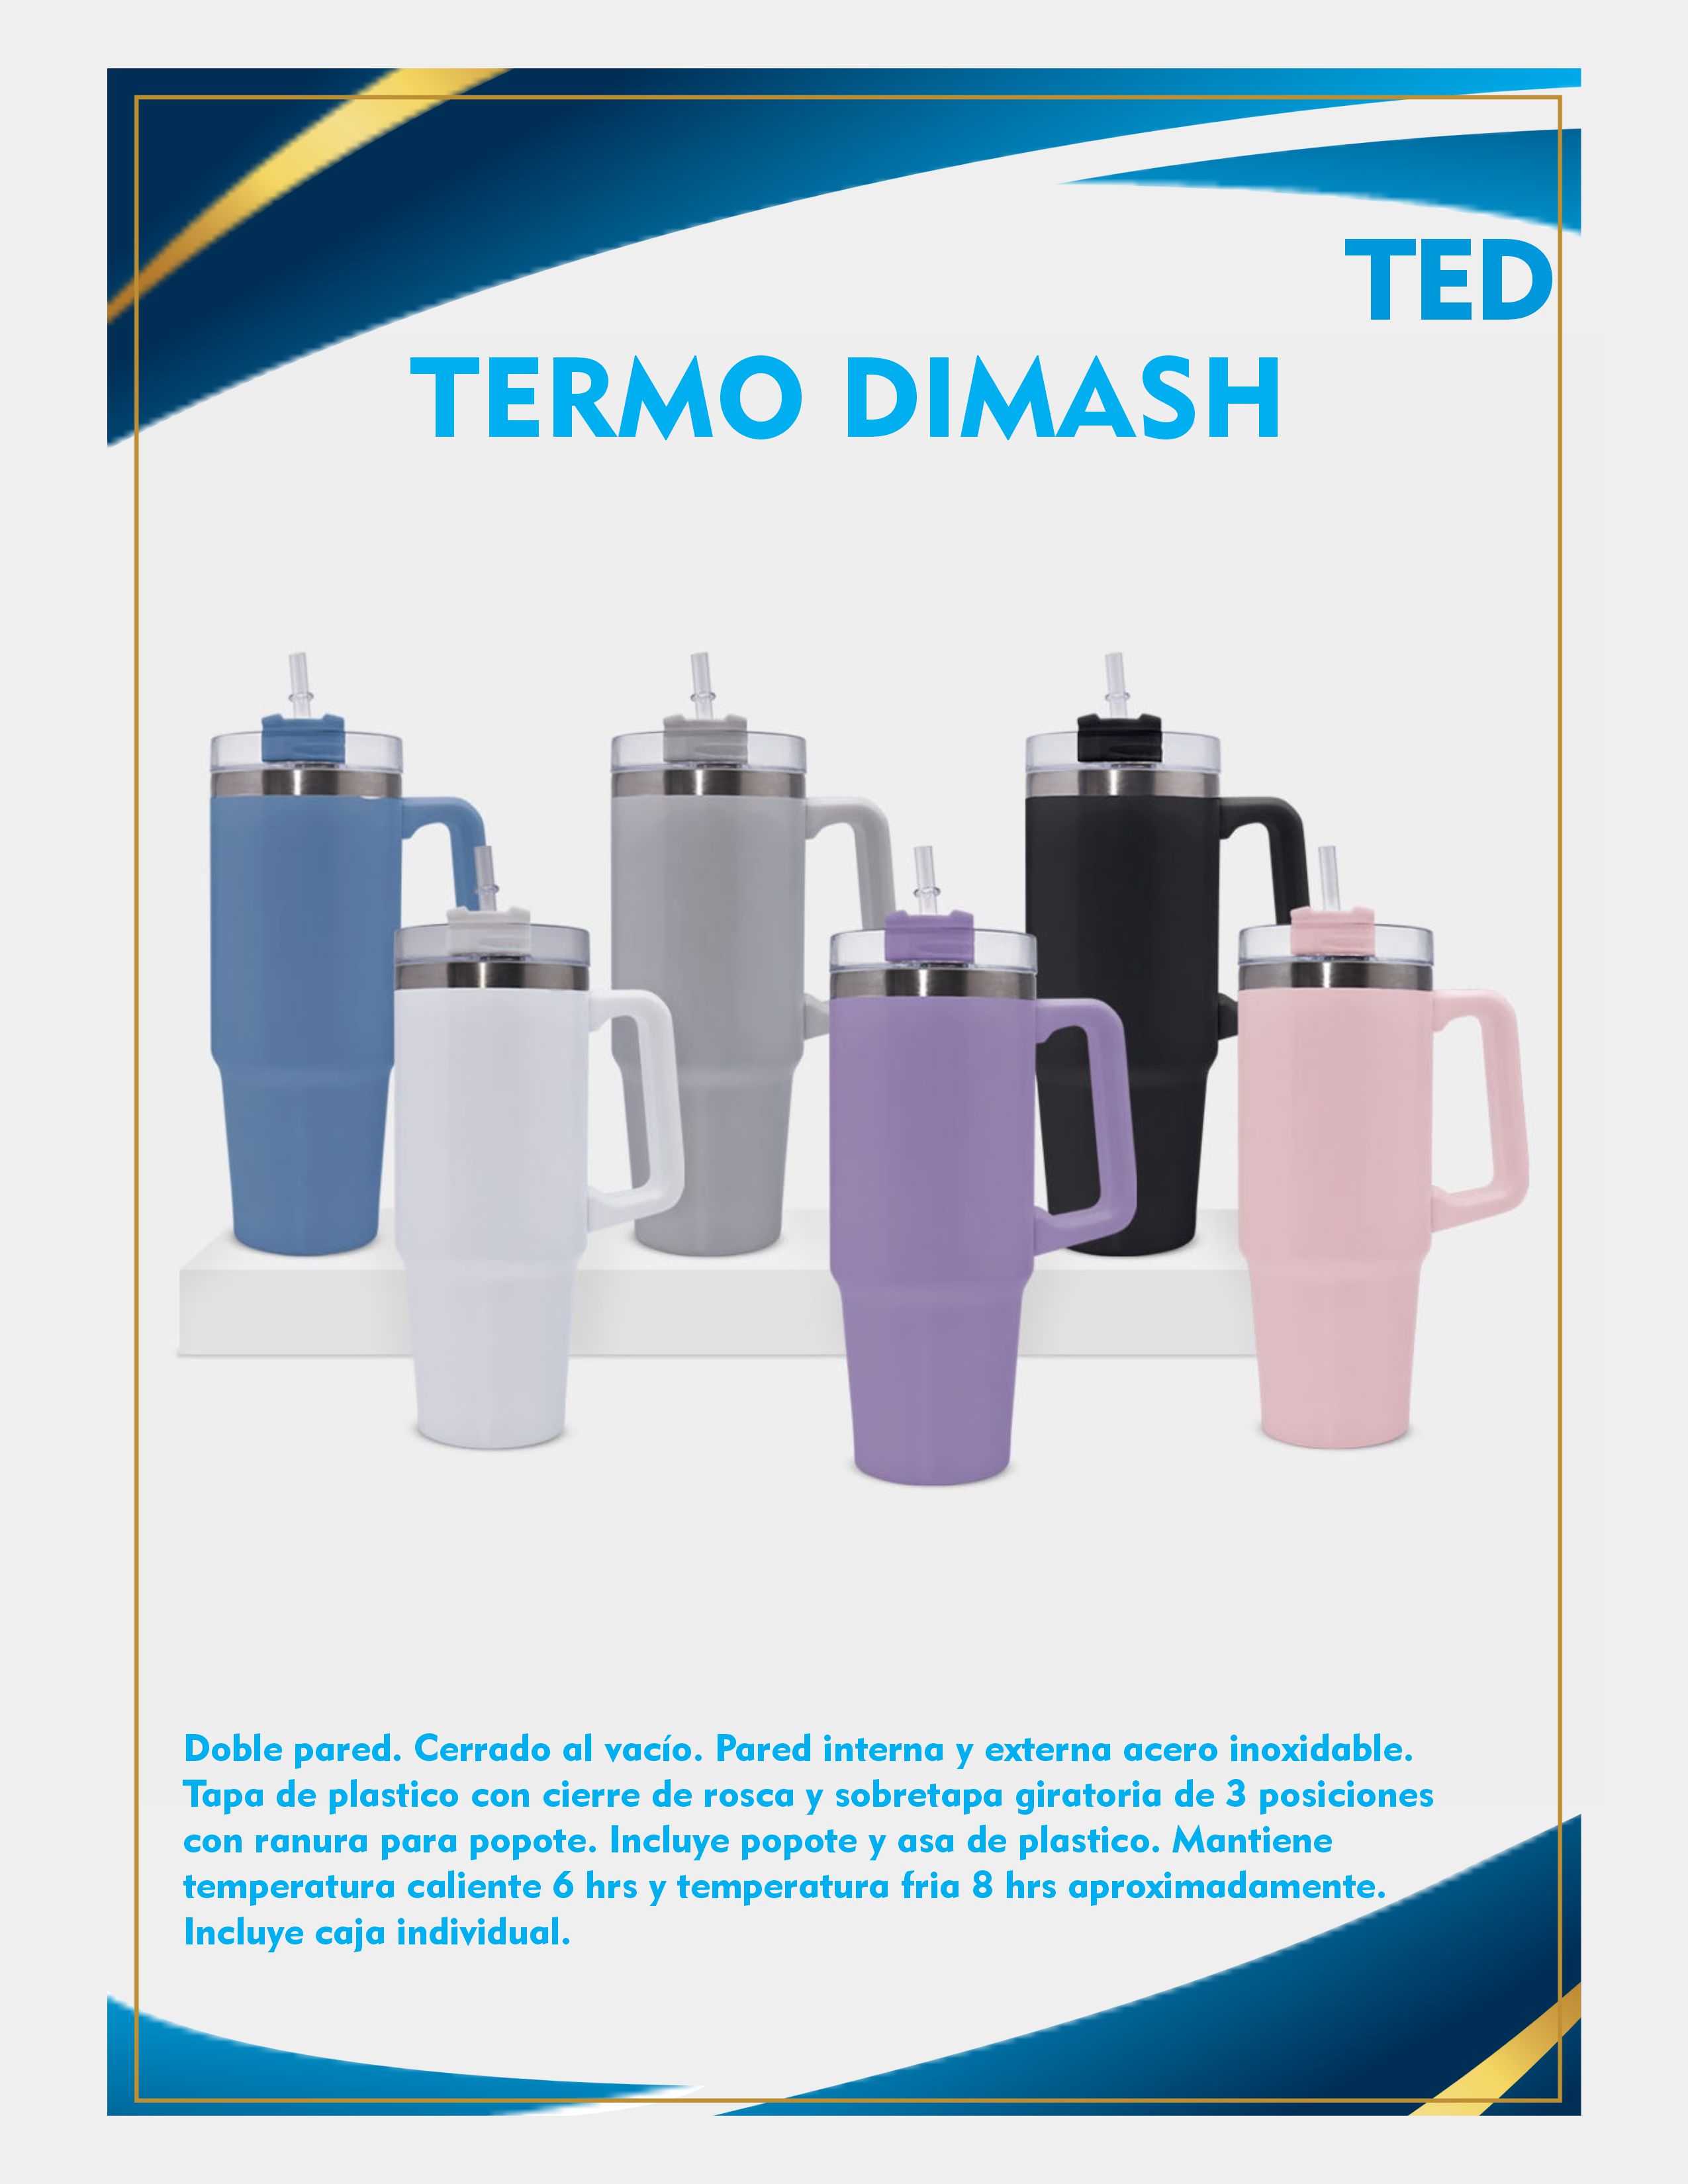 TED
TERMO DIMASH
Doble pared. Cerrado al vacío. Pared interna y externa acero inoxidable.
Tapa de plastico con cierre de rosca y sobretapa giratoria de 3 posiciones
con ranura para popote. Incluye popote y asa de plastico. Mantiene
temperatura caliente 6 hrs y temperatura fria 8 hrs aproximadamente.
Incluye caja individual.